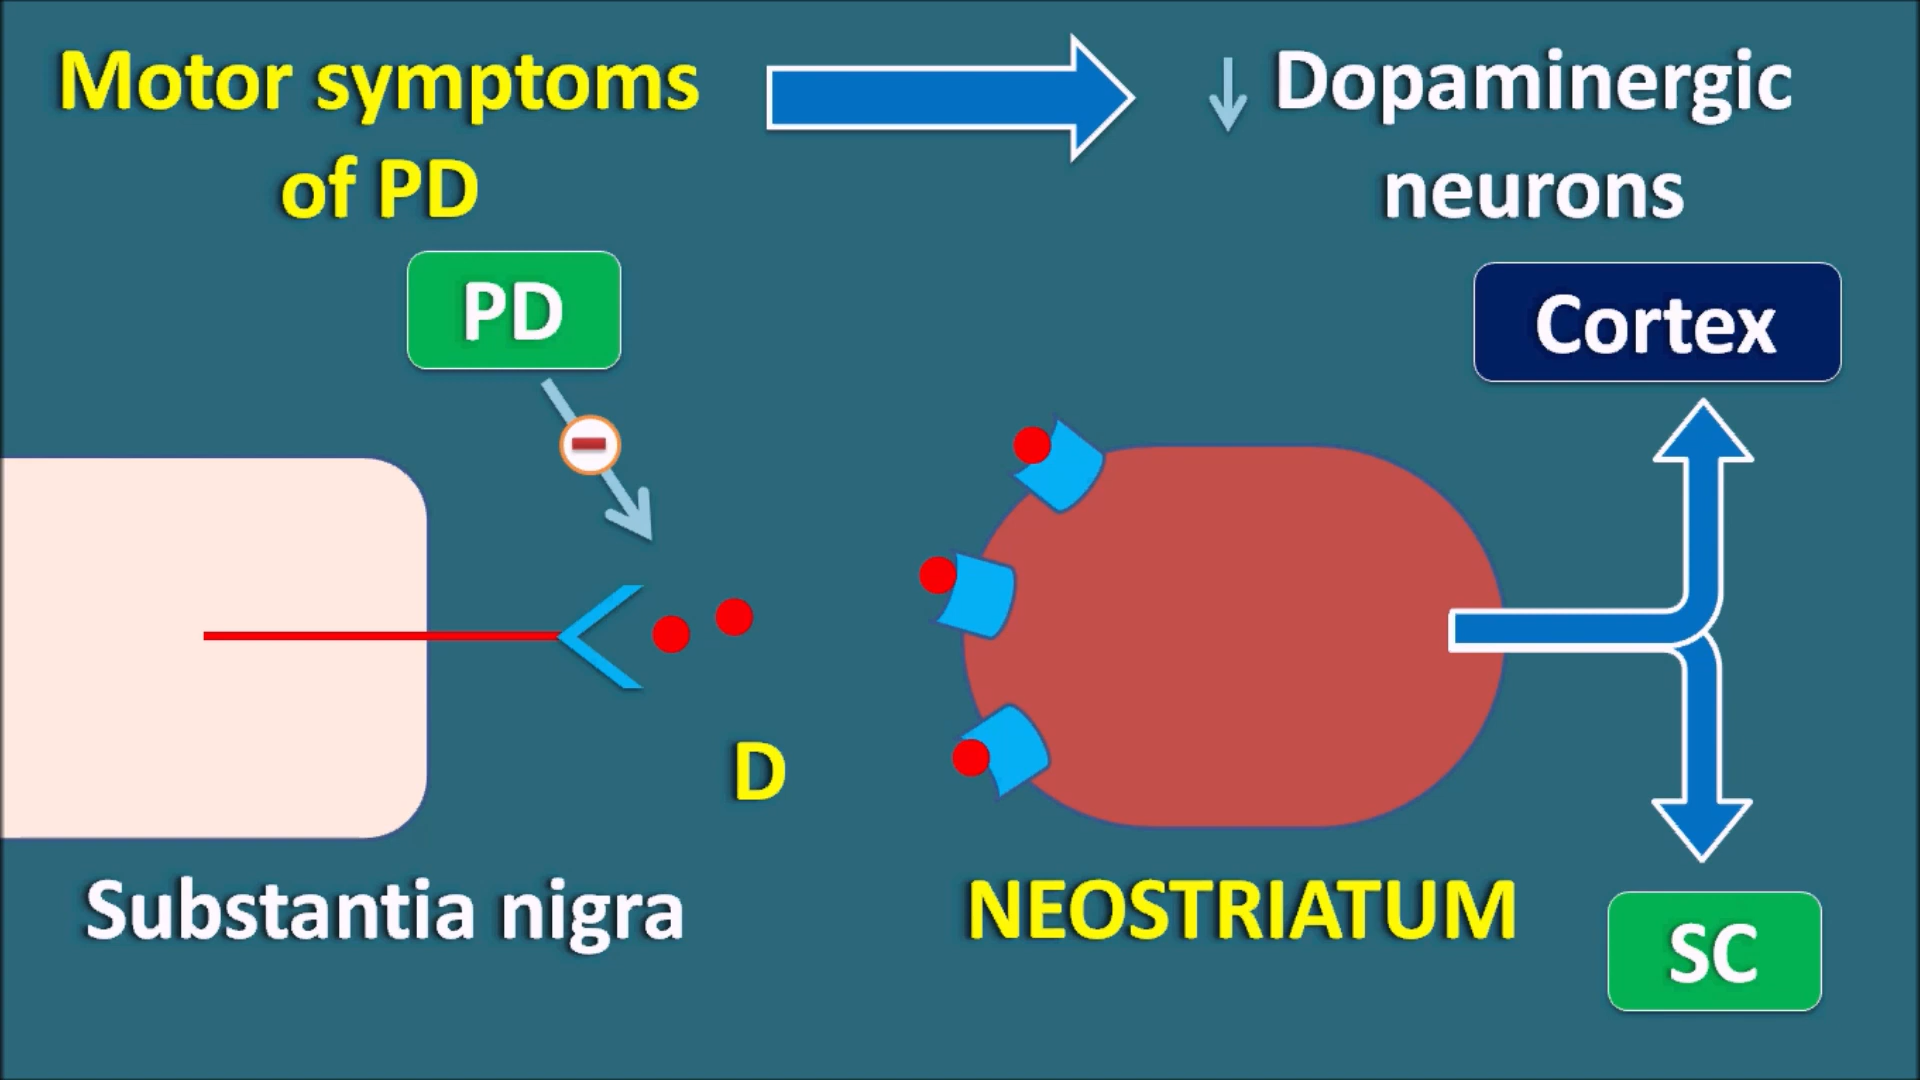 Motor symptoms
of PD
Dopaminergic
neurons
PD
Cortex
D
Substantia nigra
NEOSTRIATUM
SC